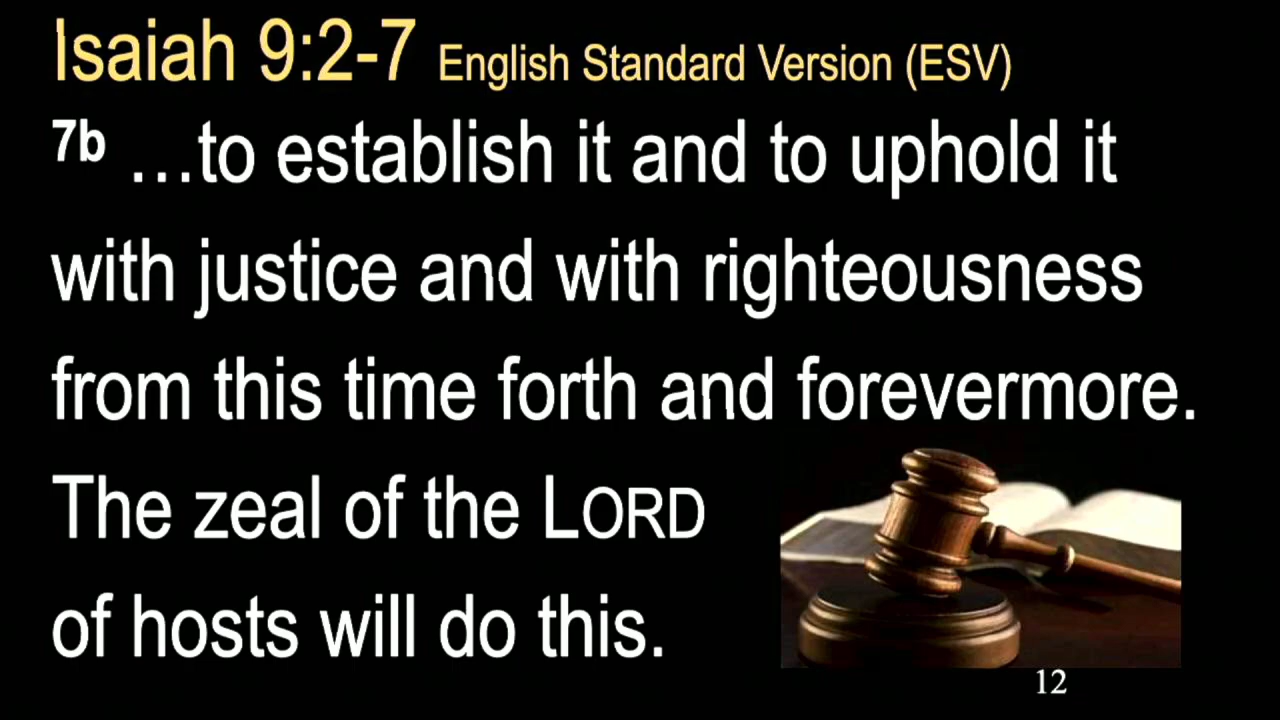 Isaiah 9:2-7 English Standard Version (ESV)
7b …to establish it and to uphold it
with justice and with righteousness
from this time forth and forevermore.
The zeal of the LORD
of hosts will do this.
12